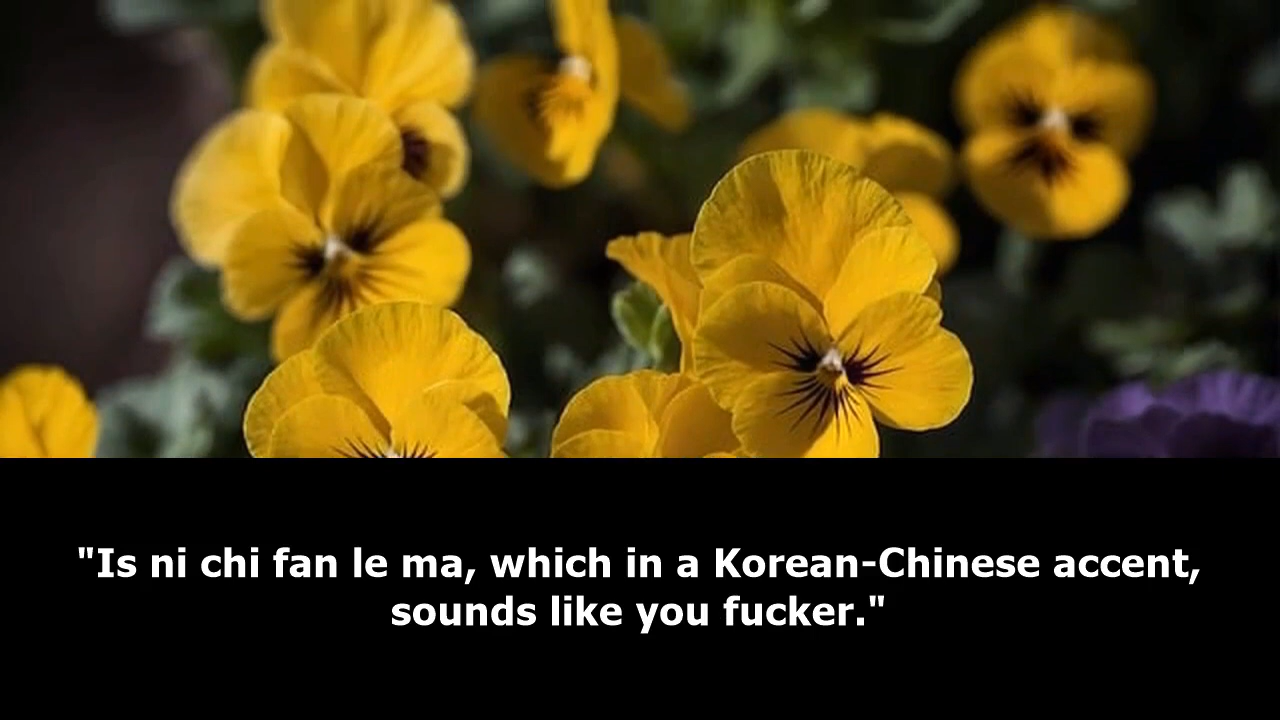 "Is ni chi fan le ma, which in a Korean-Chinese accent,
sounds like you fucker."